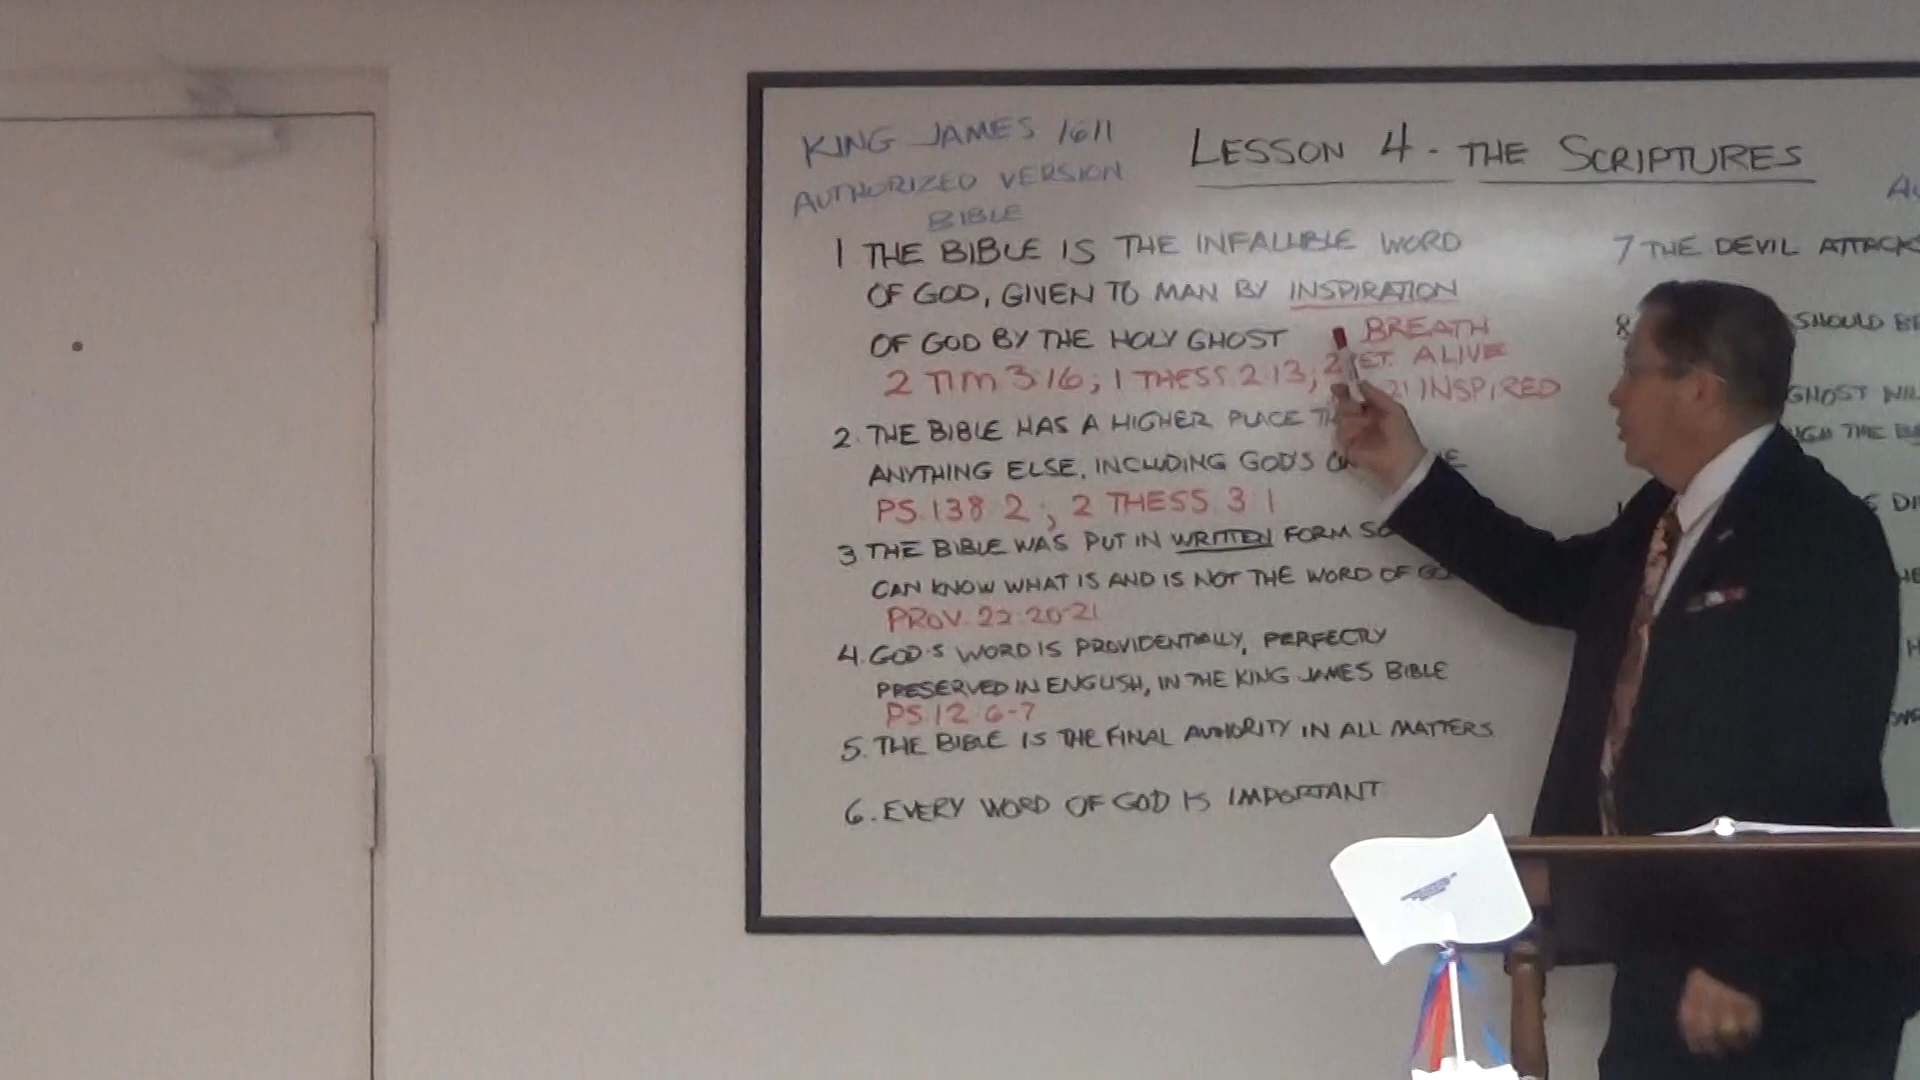 KING JAMES 1611
AUTHORIZED VERSION
BIBLE
LESSON 4 - THE SCRIPTURES
1 THE BIBLE IS THE INFALLIBLE WORD
OF GOD, GIVEN TO MAN BY INSPIRATION
OF GOD BY THE HOLY GHOST
BREATH
ALIVE
INSPIRED
2 TIM 3:16; 1 THESS. 2:13; 2
2. THE BIBLE HAS A HIGHER PLACE
ANYTHING ELSE, INCLUDING GOD'S
PS. 138:2; 2 THESS. 3:1
3 THE BIBLE WAS PUT IN WRITTEN FORM
CAN KNOW WHAT IS AND IS NOT THE WORD OF
PROV. 22:20-21
4. GOD'S WORD IS PROVIDENTIALLY, PERFECTLY
PRESERVED IN ENGLISH, IN THE KING JAMES BIBLE
PS. 12:6-7
5. THE BIBLE IS THE FINAL AUTHORITY IN ALL MATTERS
6. EVERY WORD OF GOD IS IMPORTANT
7 THE DEVIL ATTACK
8
SHOULD
GHOST
THE